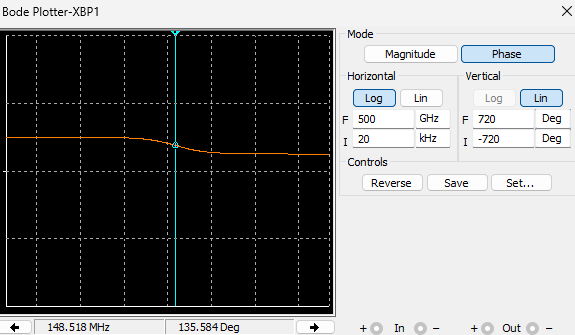 Bode Plotter-XBP1
Mode
Magnitude Phase
Horizontal Vertical
Log Lin Log Lin
F 500 GHz F 720 Deg
I 20 kHz I -720 Deg
Controls
Reverse Save Set...
148.518 MHz 135.584 Deg
+ In − + Out −